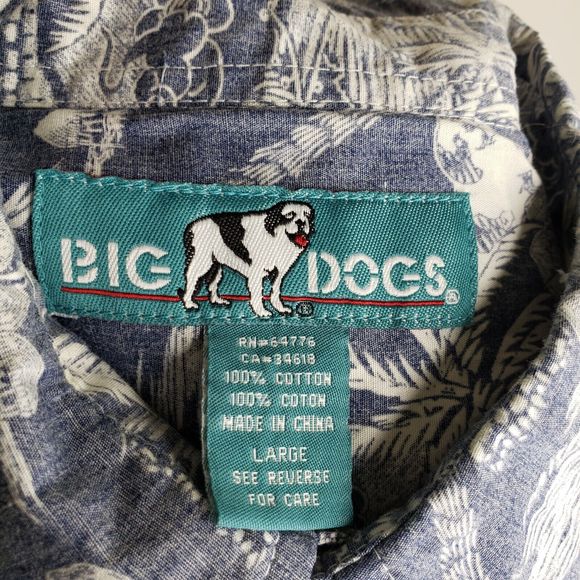 BIG DOGS®
®
RN#64776
CA#34618
100% COTTON
100% COTON
MADE IN CHINA
LARGE
SEE REVERSE
FOR CARE